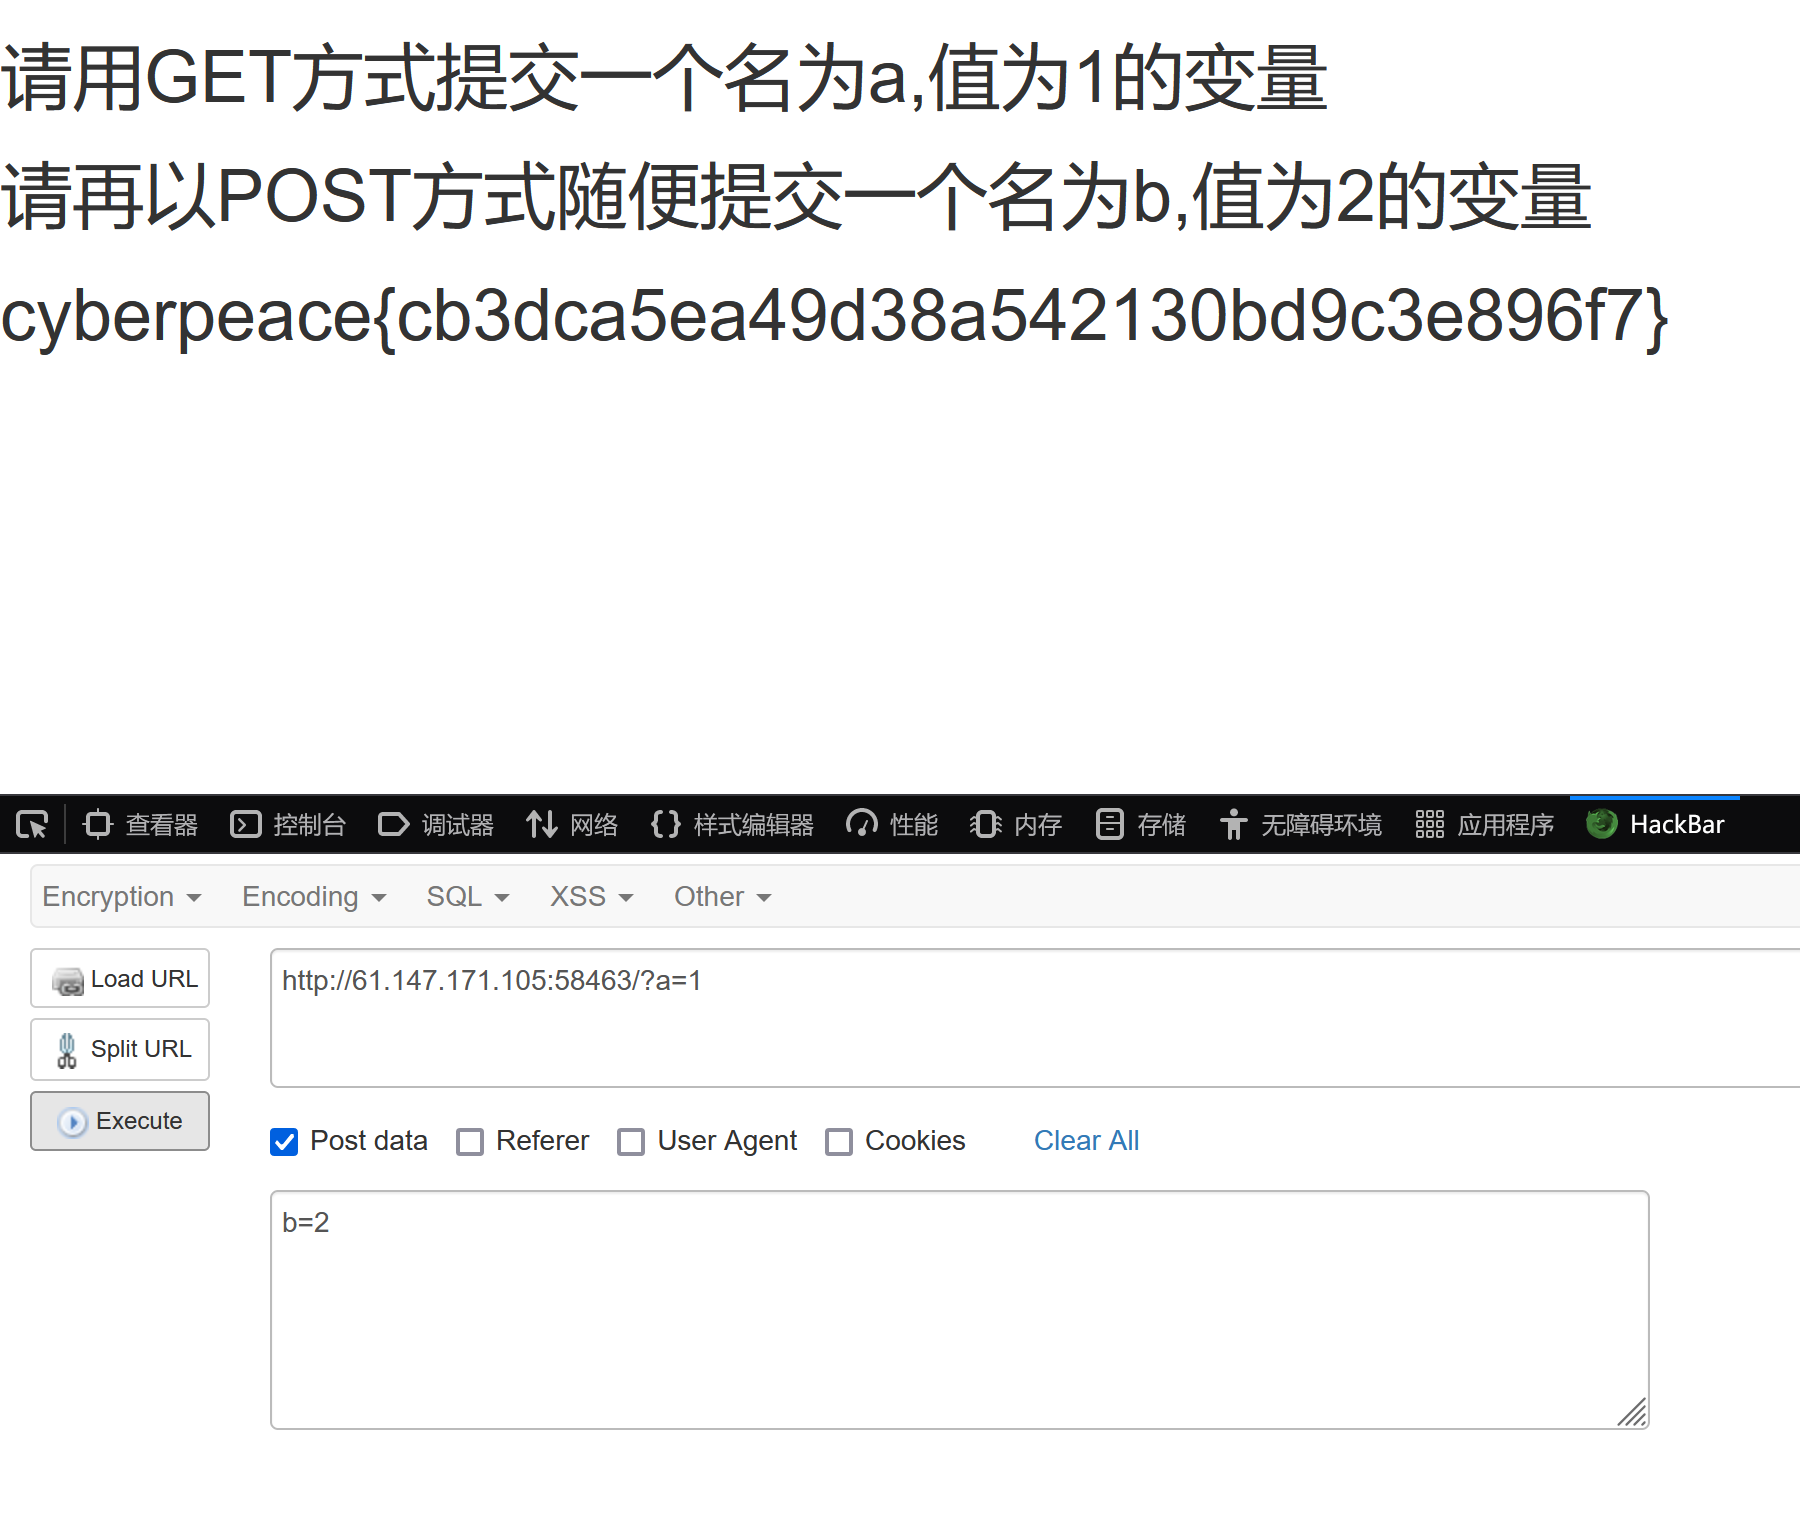 请用GET方式提交一个名为a,值为1的变量
请再以POST方式随便提交一个名为b,值为2的变量
cyberpeace{cb3dca5ea49d38a542130bd9c3e896f7}
查看器 控制台 调试器 网络 样式编辑器 性能 内存 存储 无障碍环境 应用程序 HackBar
Encryption Encoding SQL XSS Other
Load URL
http://61.147.171.105:58463/?a=1
Split URL
Execute
Post data Referer User Agent Cookies Clear All
b=2